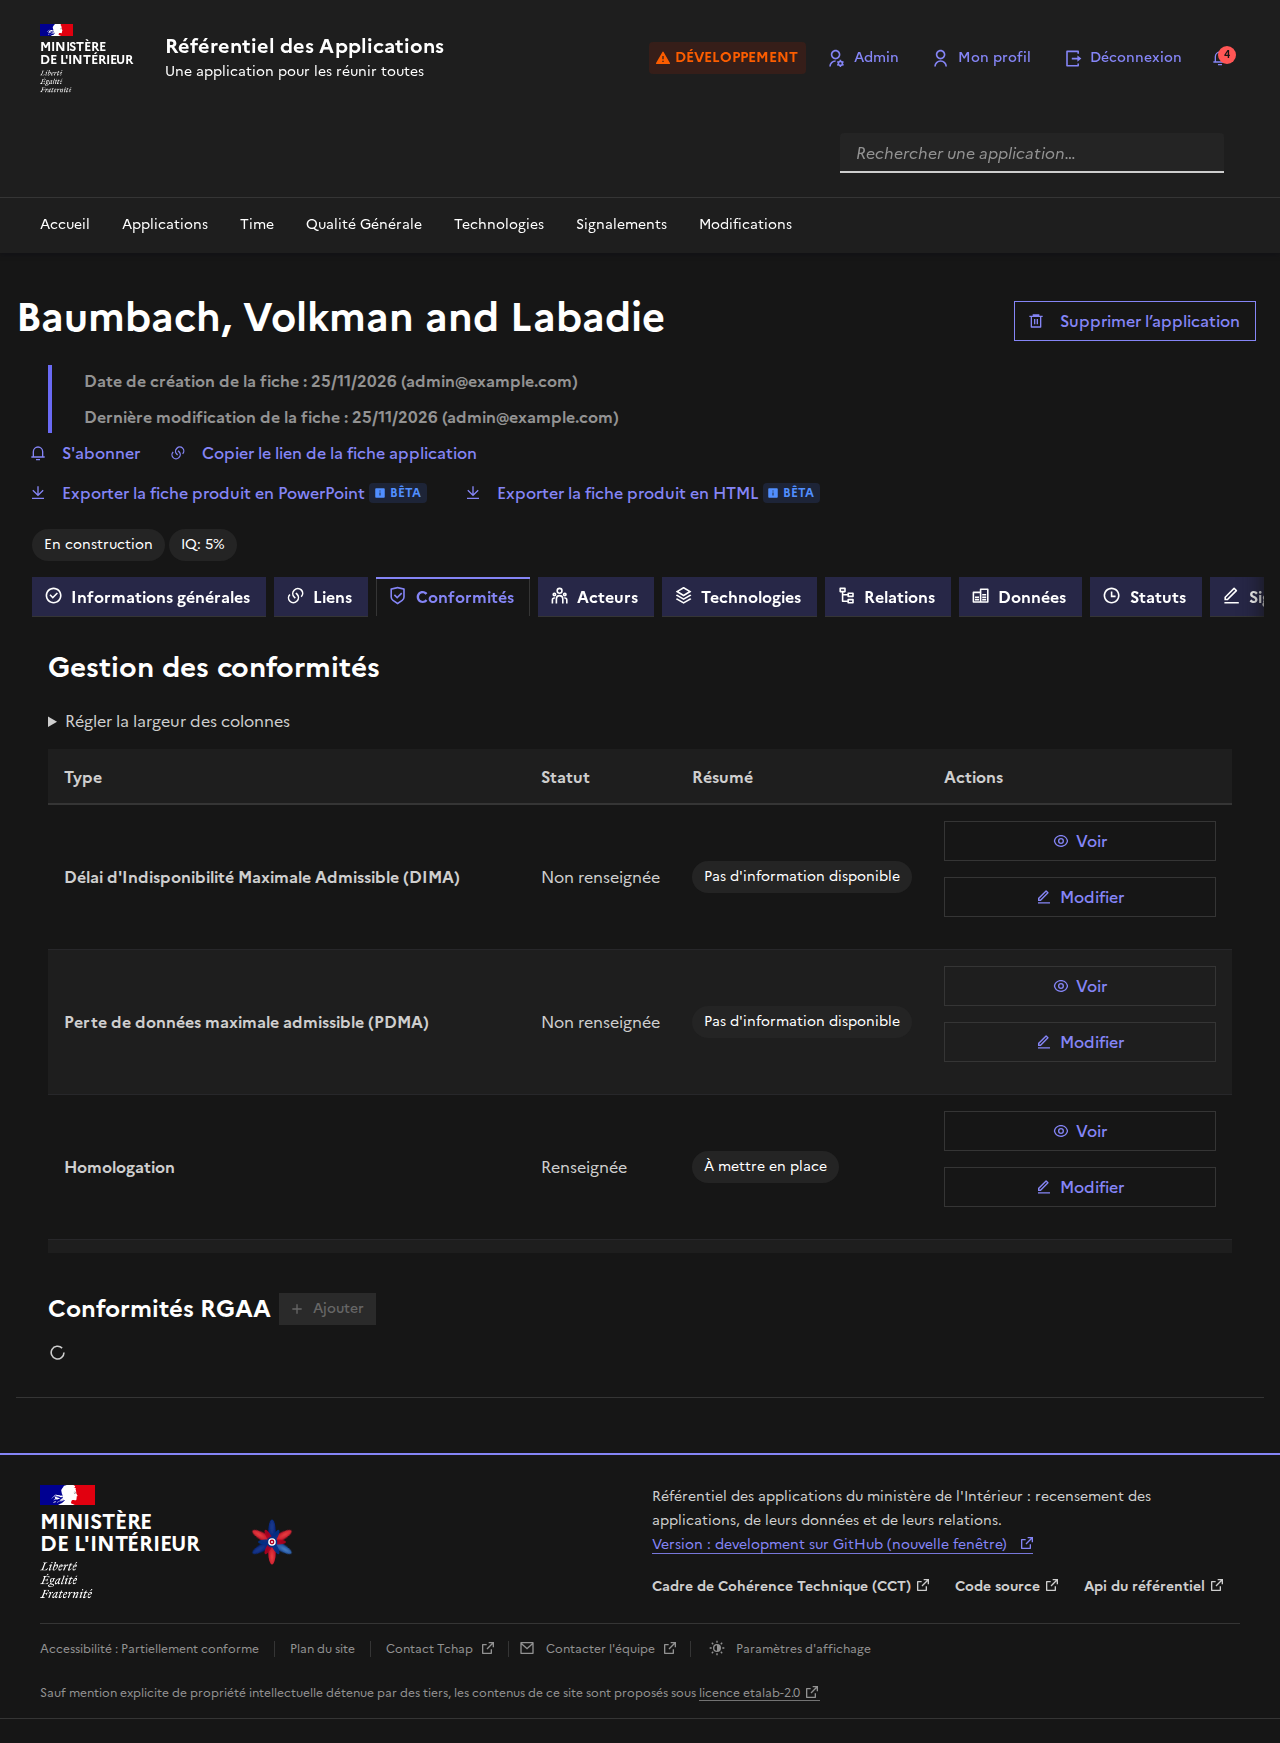 MINISTÈRE
DE L'INTÉRIEUR
Liberté
Égalité
Fraternité
Référentiel des Applications
Une application pour les réunir toutes
DÉVELOPPEMENT
Admin
Mon profil
Déconnexion
4
Rechercher une application…
Accueil
Applications
Time
Qualité Générale
Technologies
Signalements
Modifications
Baumbach, Volkman and Labadie
Supprimer l’application
Date de création de la fiche : 25/11/2026 (admin@example.com)
Dernière modification de la fiche : 25/11/2026 (admin@example.com)
S'abonner
Copier le lien de la fiche application
Exporter la fiche produit en PowerPoint BÊTA
Exporter la fiche produit en HTML BÊTA
En construction
IQ: 5%
Informations générales
Liens
Conformités
Acteurs
Technologies
Relations
Données
Statuts
Gestion des conformités
Régler la largeur des colonnes
Type
Statut
Résumé
Actions
Délai d'Indisponibilité Maximale Admissible (DIMA)
Non renseignée
Pas d'information disponible
Voir
Modifier
Perte de données maximale admissible (PDMA)
Non renseignée
Pas d'information disponible
Voir
Modifier
Homologation
Renseignée
À mettre en place
Voir
Modifier
Conformités RGAA
Ajouter
MINISTÈRE
DE L'INTÉRIEUR
Liberté
Égalité
Fraternité
Référentiel des applications du ministère de l'Intérieur : recensement des
applications, de leurs données et de leurs relations.
Version : development sur GitHub (nouvelle fenêtre)
Cadre de Cohérence Technique (CCT)
Code source
Api du référentiel
Accessibilité : Partiellement conforme
Plan du site
Contact Tchap
Contacter l'équipe
Paramètres d'affichage
Sauf mention explicite de propriété intellectuelle détenue par des tiers, les contenus de ce site sont proposés sous licence etalab-2.0